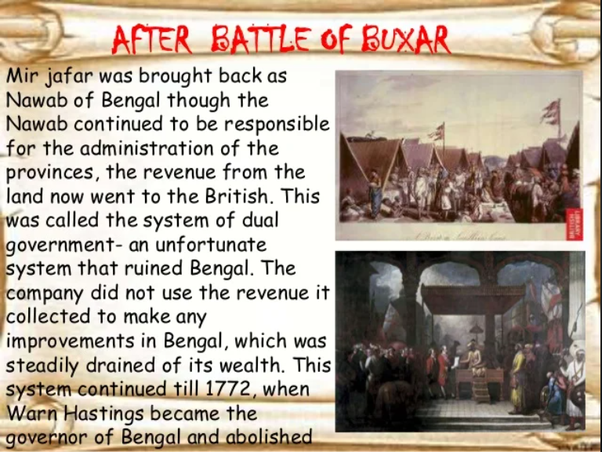 AFTER BATTLE OF BUXAR
Mir jafar was brought back as
Nawab of Bengal though the
Nawab continued to be responsible
for the administration of the
provinces, the revenue from the
land now went to the British. This
was called the system of dual
government- an unfortunate
system that ruined Bengal. The
company did not use the revenue it
collected to make any
improvements in Bengal, which was
steadily drained of its wealth. This
system continued till 1772, when
Warn Hastings became the
governor of Bengal and abolished
BRITISH
LIBRARY